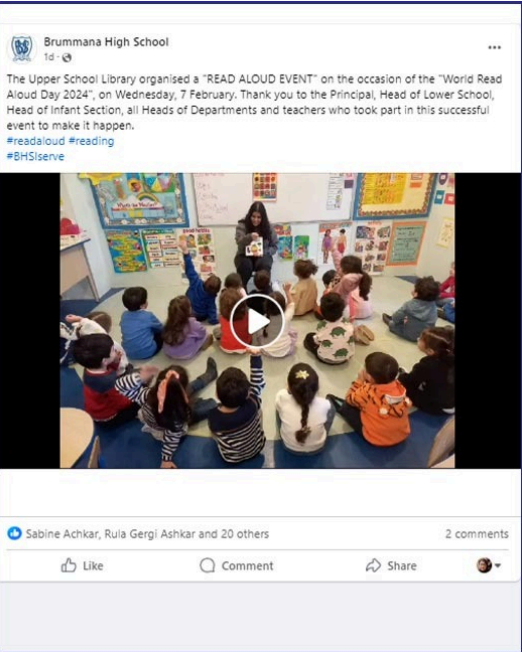 Brummana High School
1d
The Upper School Library organised a "READ ALOUD EVENT" on the occasion of the "World Read
Aloud Day 2024", on Wednesday, 7 February. Thank you to the Principal, Head of Lower School,
Head of Infant Section, all Heads of Departments and teachers who took part in this successful
event to make it happen.
#readaloud #reading
#BHSIserve
Sabine Achkar, Rula Gergi Ashkar and 20 others 2 comments
Like Comment Share